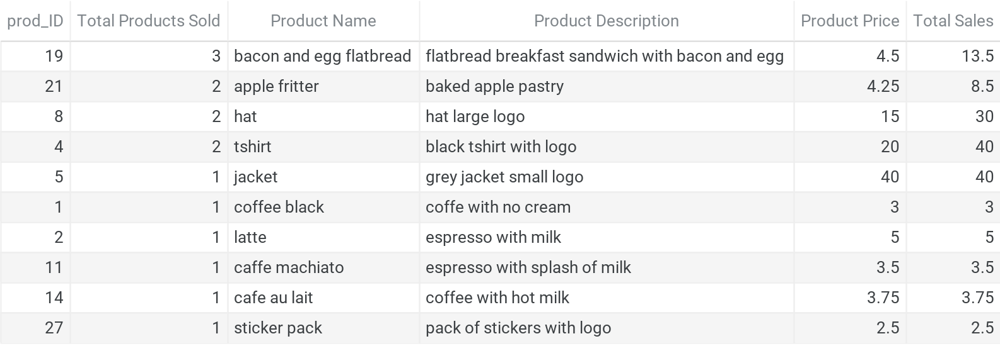 prod_ID Total Products Sold Product Name Product Description Product Price Total Sales
19 3 bacon and egg flatbread flatbread breakfast sandwich with bacon and egg 4.5 13.5
21 2 apple fritter baked apple pastry 4.25 8.5
8 2 hat hat large logo 15 30
4 2 tshirt black tshirt with logo 20 40
5 1 jacket grey jacket small logo 40 40
1 1 coffee black coffe with no cream 3 3
2 1 latte espresso with milk 5 5
11 1 caffe machiato espresso with splash of milk 3.5 3.5
14 1 cafe au lait coffee with hot milk 3.75 3.75
27 1 sticker pack pack of stickers with logo 2.5 2.5